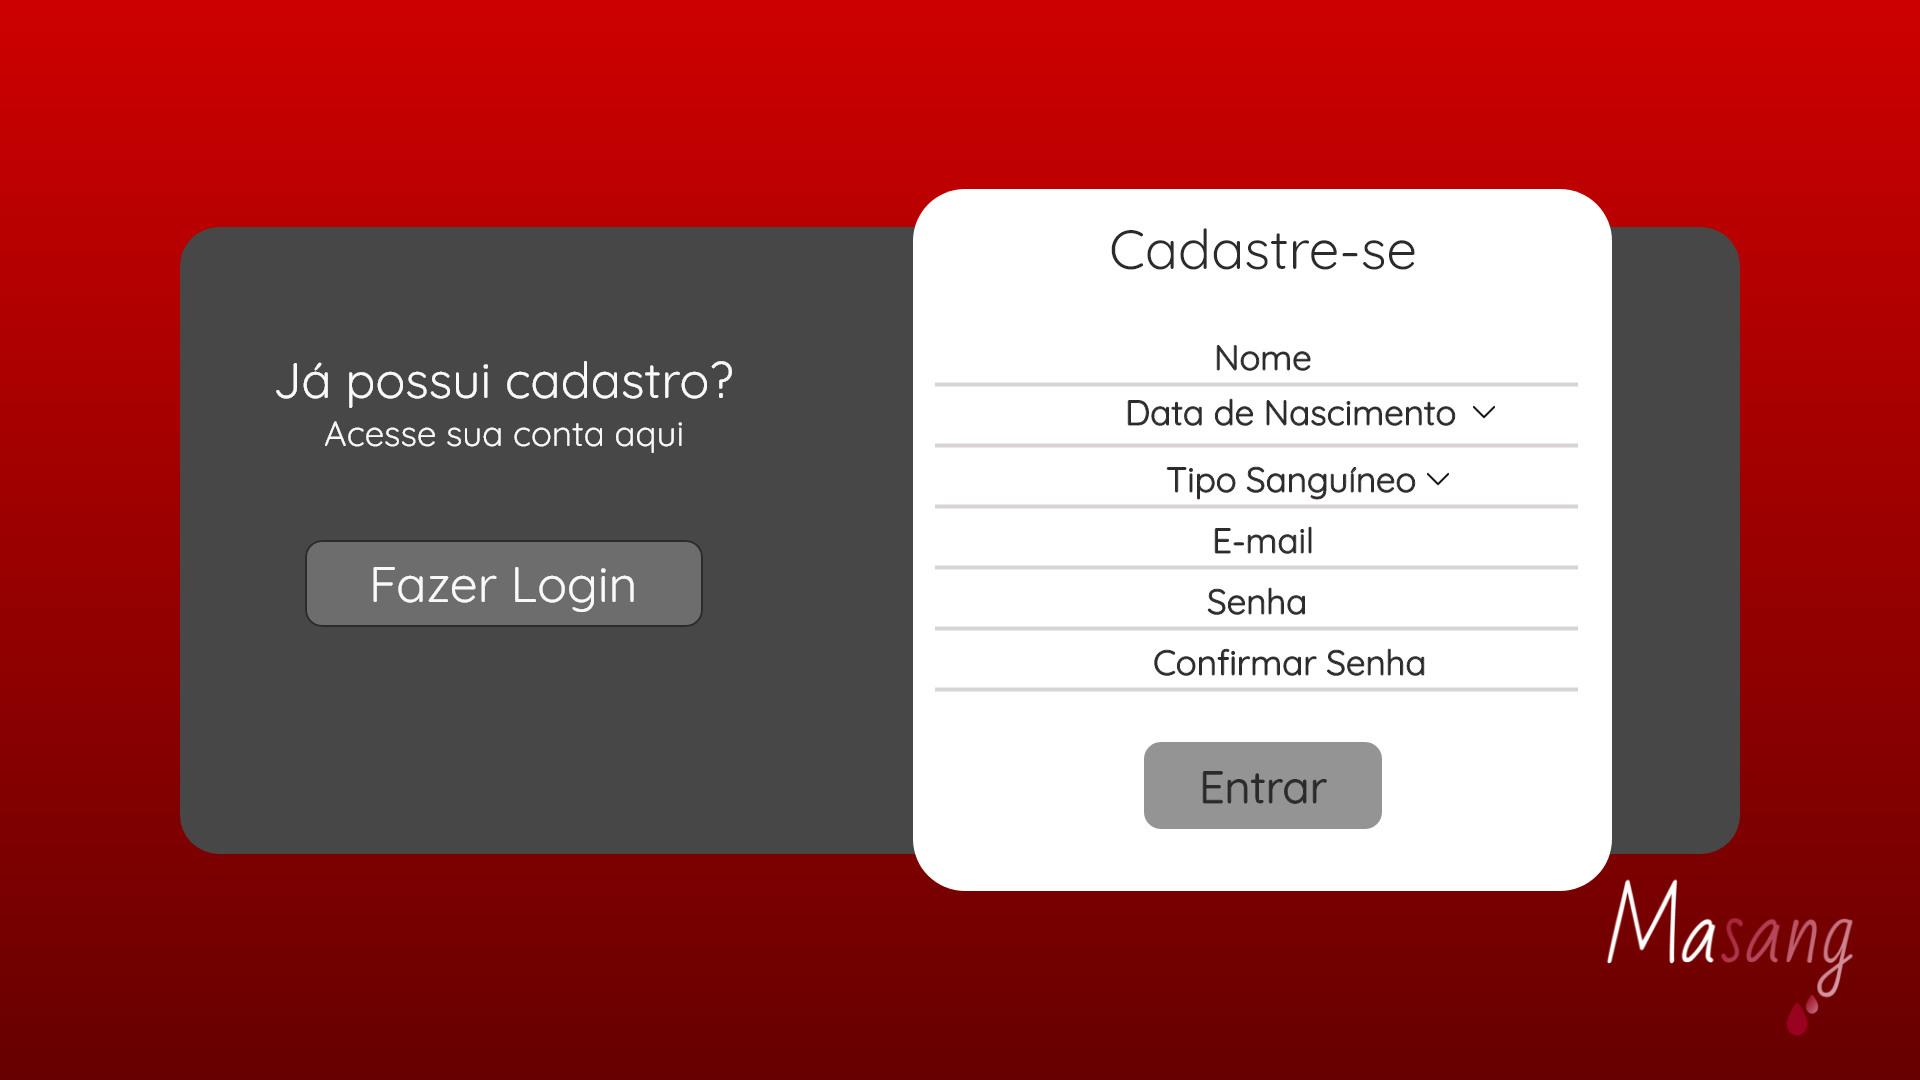 Já possui cadastro?
Acesse sua conta aqui
Fazer Login
Cadastre-se
Nome
Data de Nascimento
Tipo Sanguíneo
E-mail
Senha
Confirmar Senha
Entrar
Masang